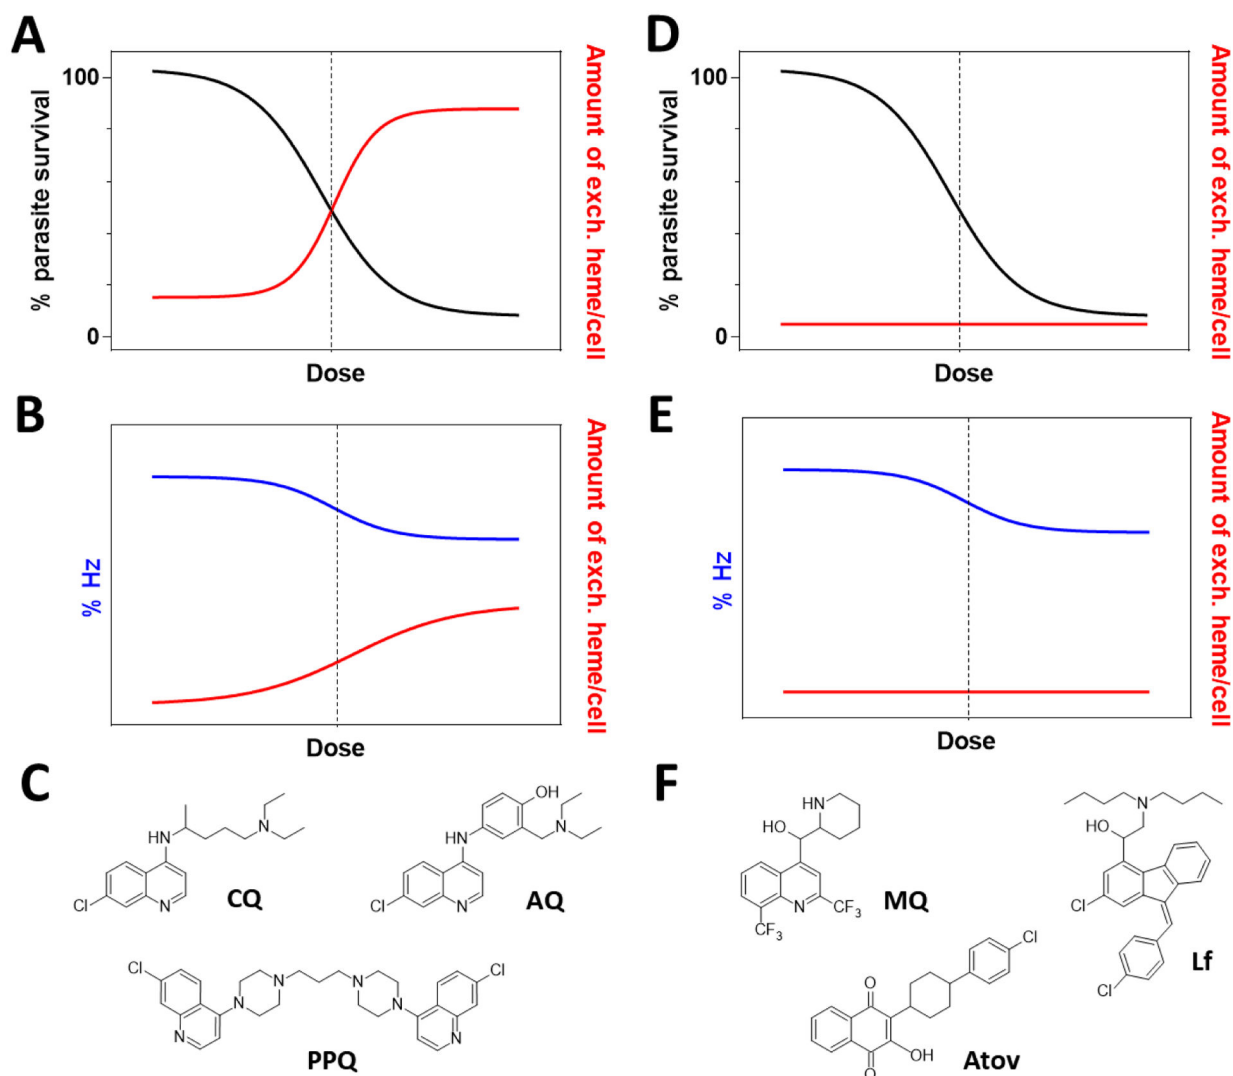 A
100
0
% parasite survival
Amount of exch. heme/cell
Dose
D
100
0
% parasite survival
Amount of exch. heme/cell
Dose
B
% Hz
Amount of exch. heme/cell
Dose
E
% Hz
Amount of exch. heme/cell
Dose
C
HN
N
Cl
N
CQ
OH
HN
N
Cl
N
AQ
Cl
N
N
N
N
N
Cl
N
PPQ
F
HN
HO
N
CF3
CF3
MQ
N
HO
Cl
Cl
Lf
Cl
O
O
OH
Atov